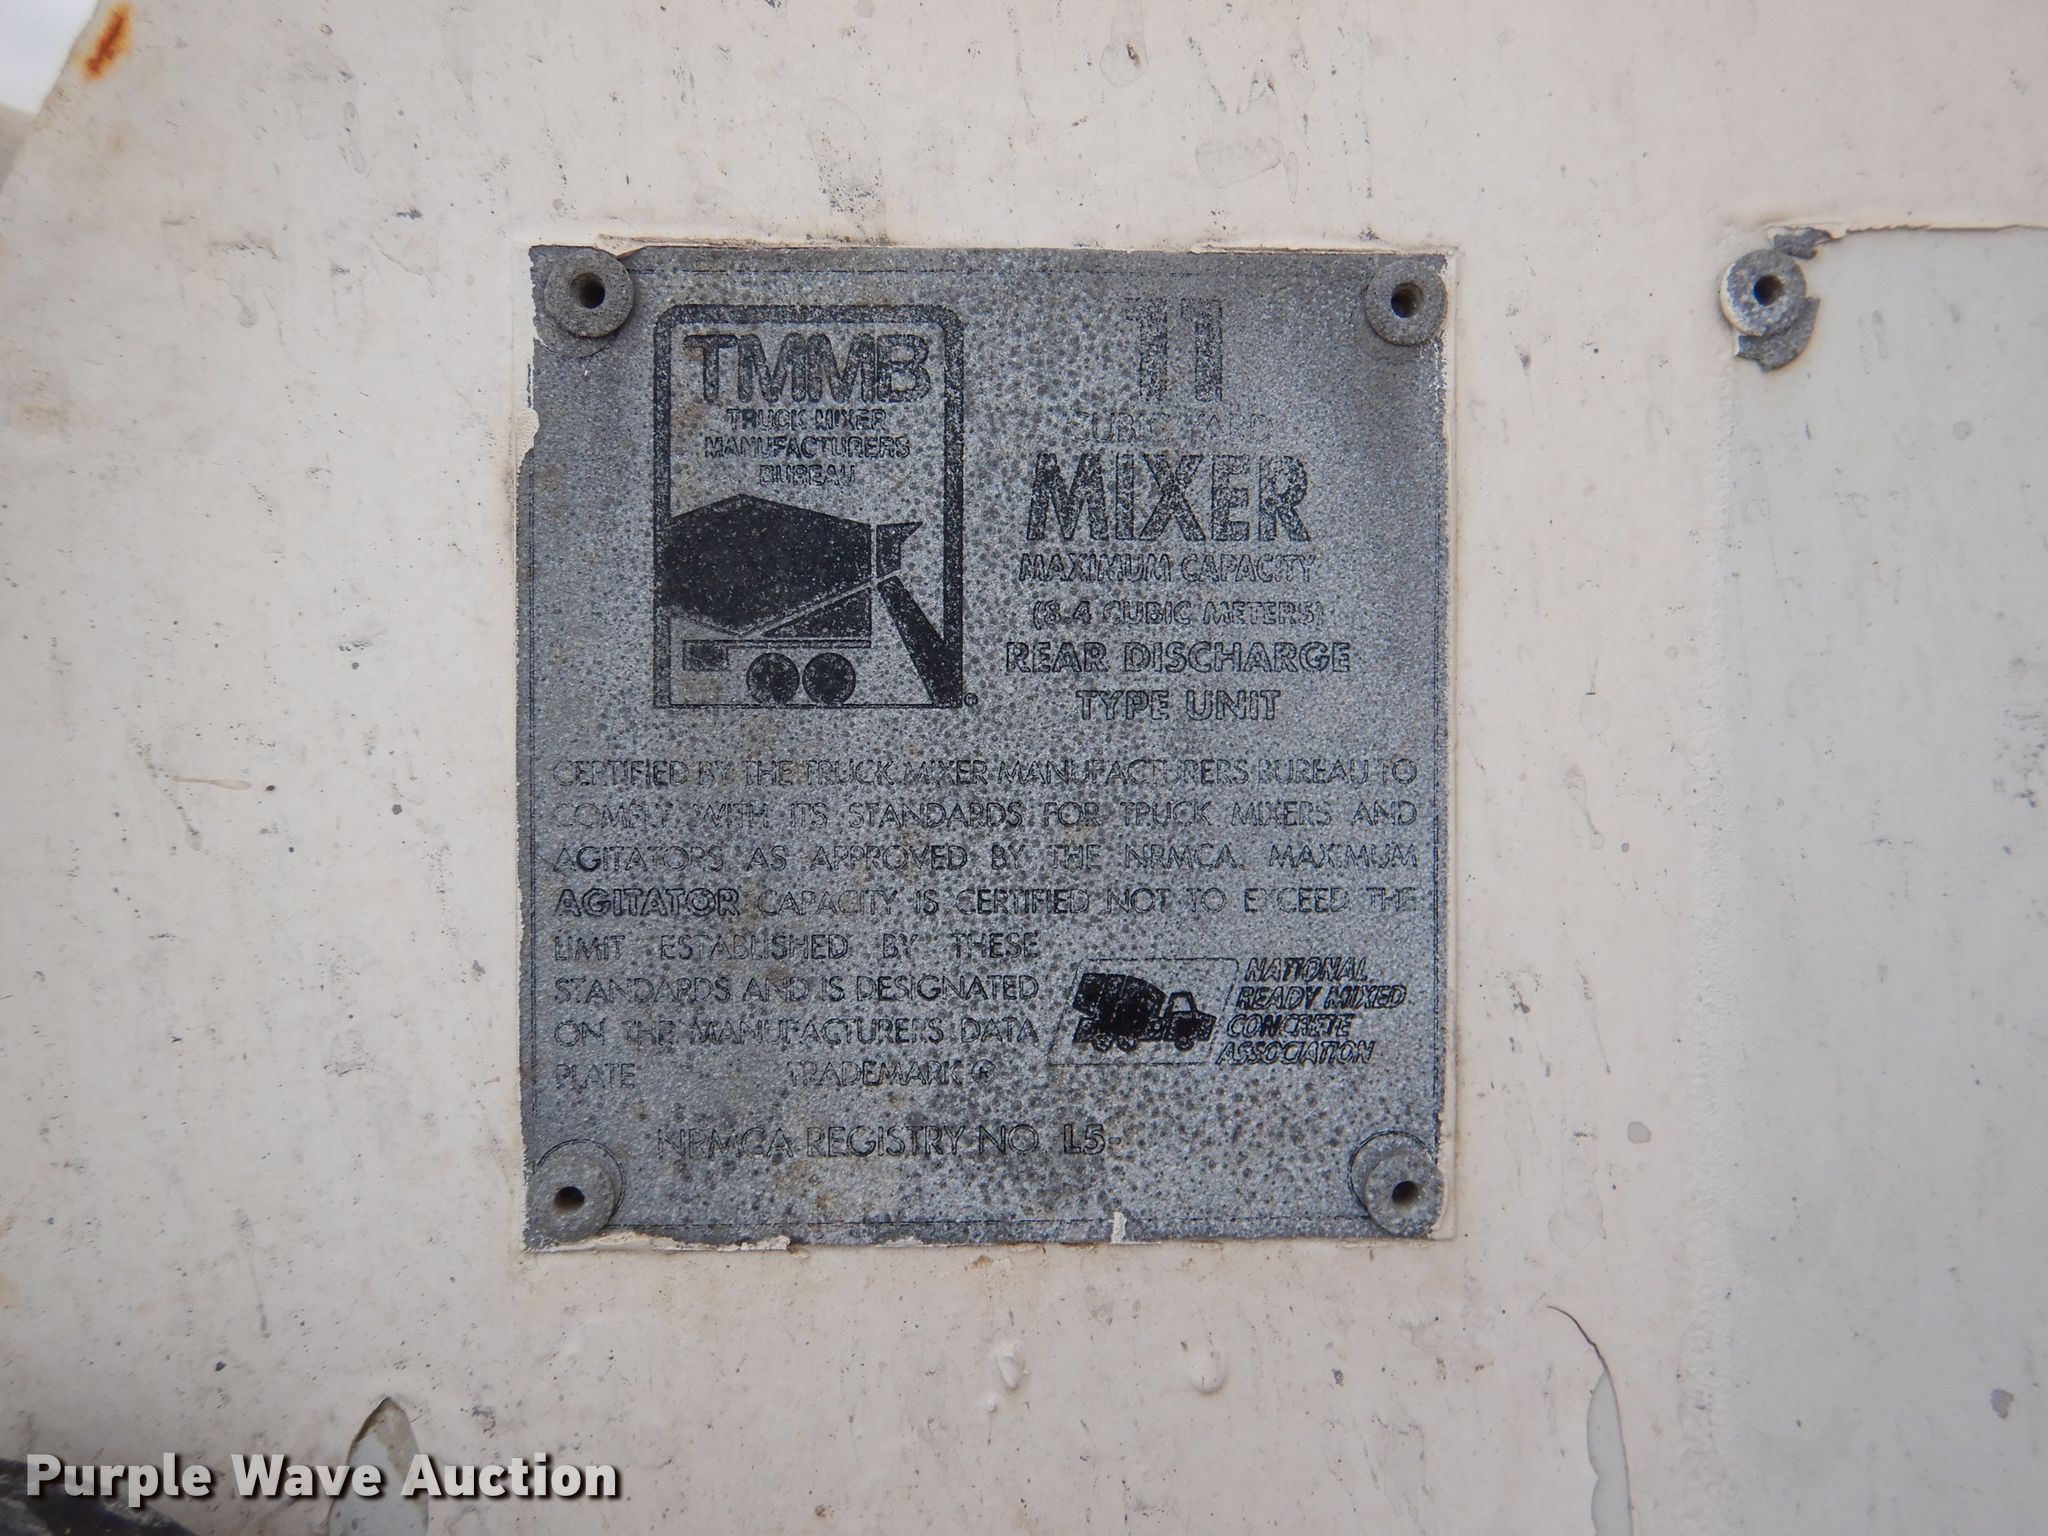 TMMB
TRUCK MIXER
MANUFACTURERS
BUREAU
®
11
CUBIC YARD
MIXER
MAXIMUM CAPACITY
(8.4 CUBIC METERS)
REAR DISCHARGE
TYPE UNIT
CERTIFIED BY THE TRUCK MIXER MANUFACTURERS BUREAU TO
COMPLY WITH ITS STANDARDS FOR TRUCK MIXERS AND
AGITATORS AS APPROVED BY THE NRMCA. MAXIMUM
AGITATOR CAPACITY IS CERTIFIED NOT TO EXCEED THE
LIMIT ESTABLISHED BY THESE
STANDARDS AND IS DESIGNATED
ON THE MANUFACTURERS DATA
PLATE TRADEMARK ®
NATIONAL
READY MIXED
CONCRETE
ASSOCIATION
NRMCA REGISTRY NO L5-
Purple Wave Auction